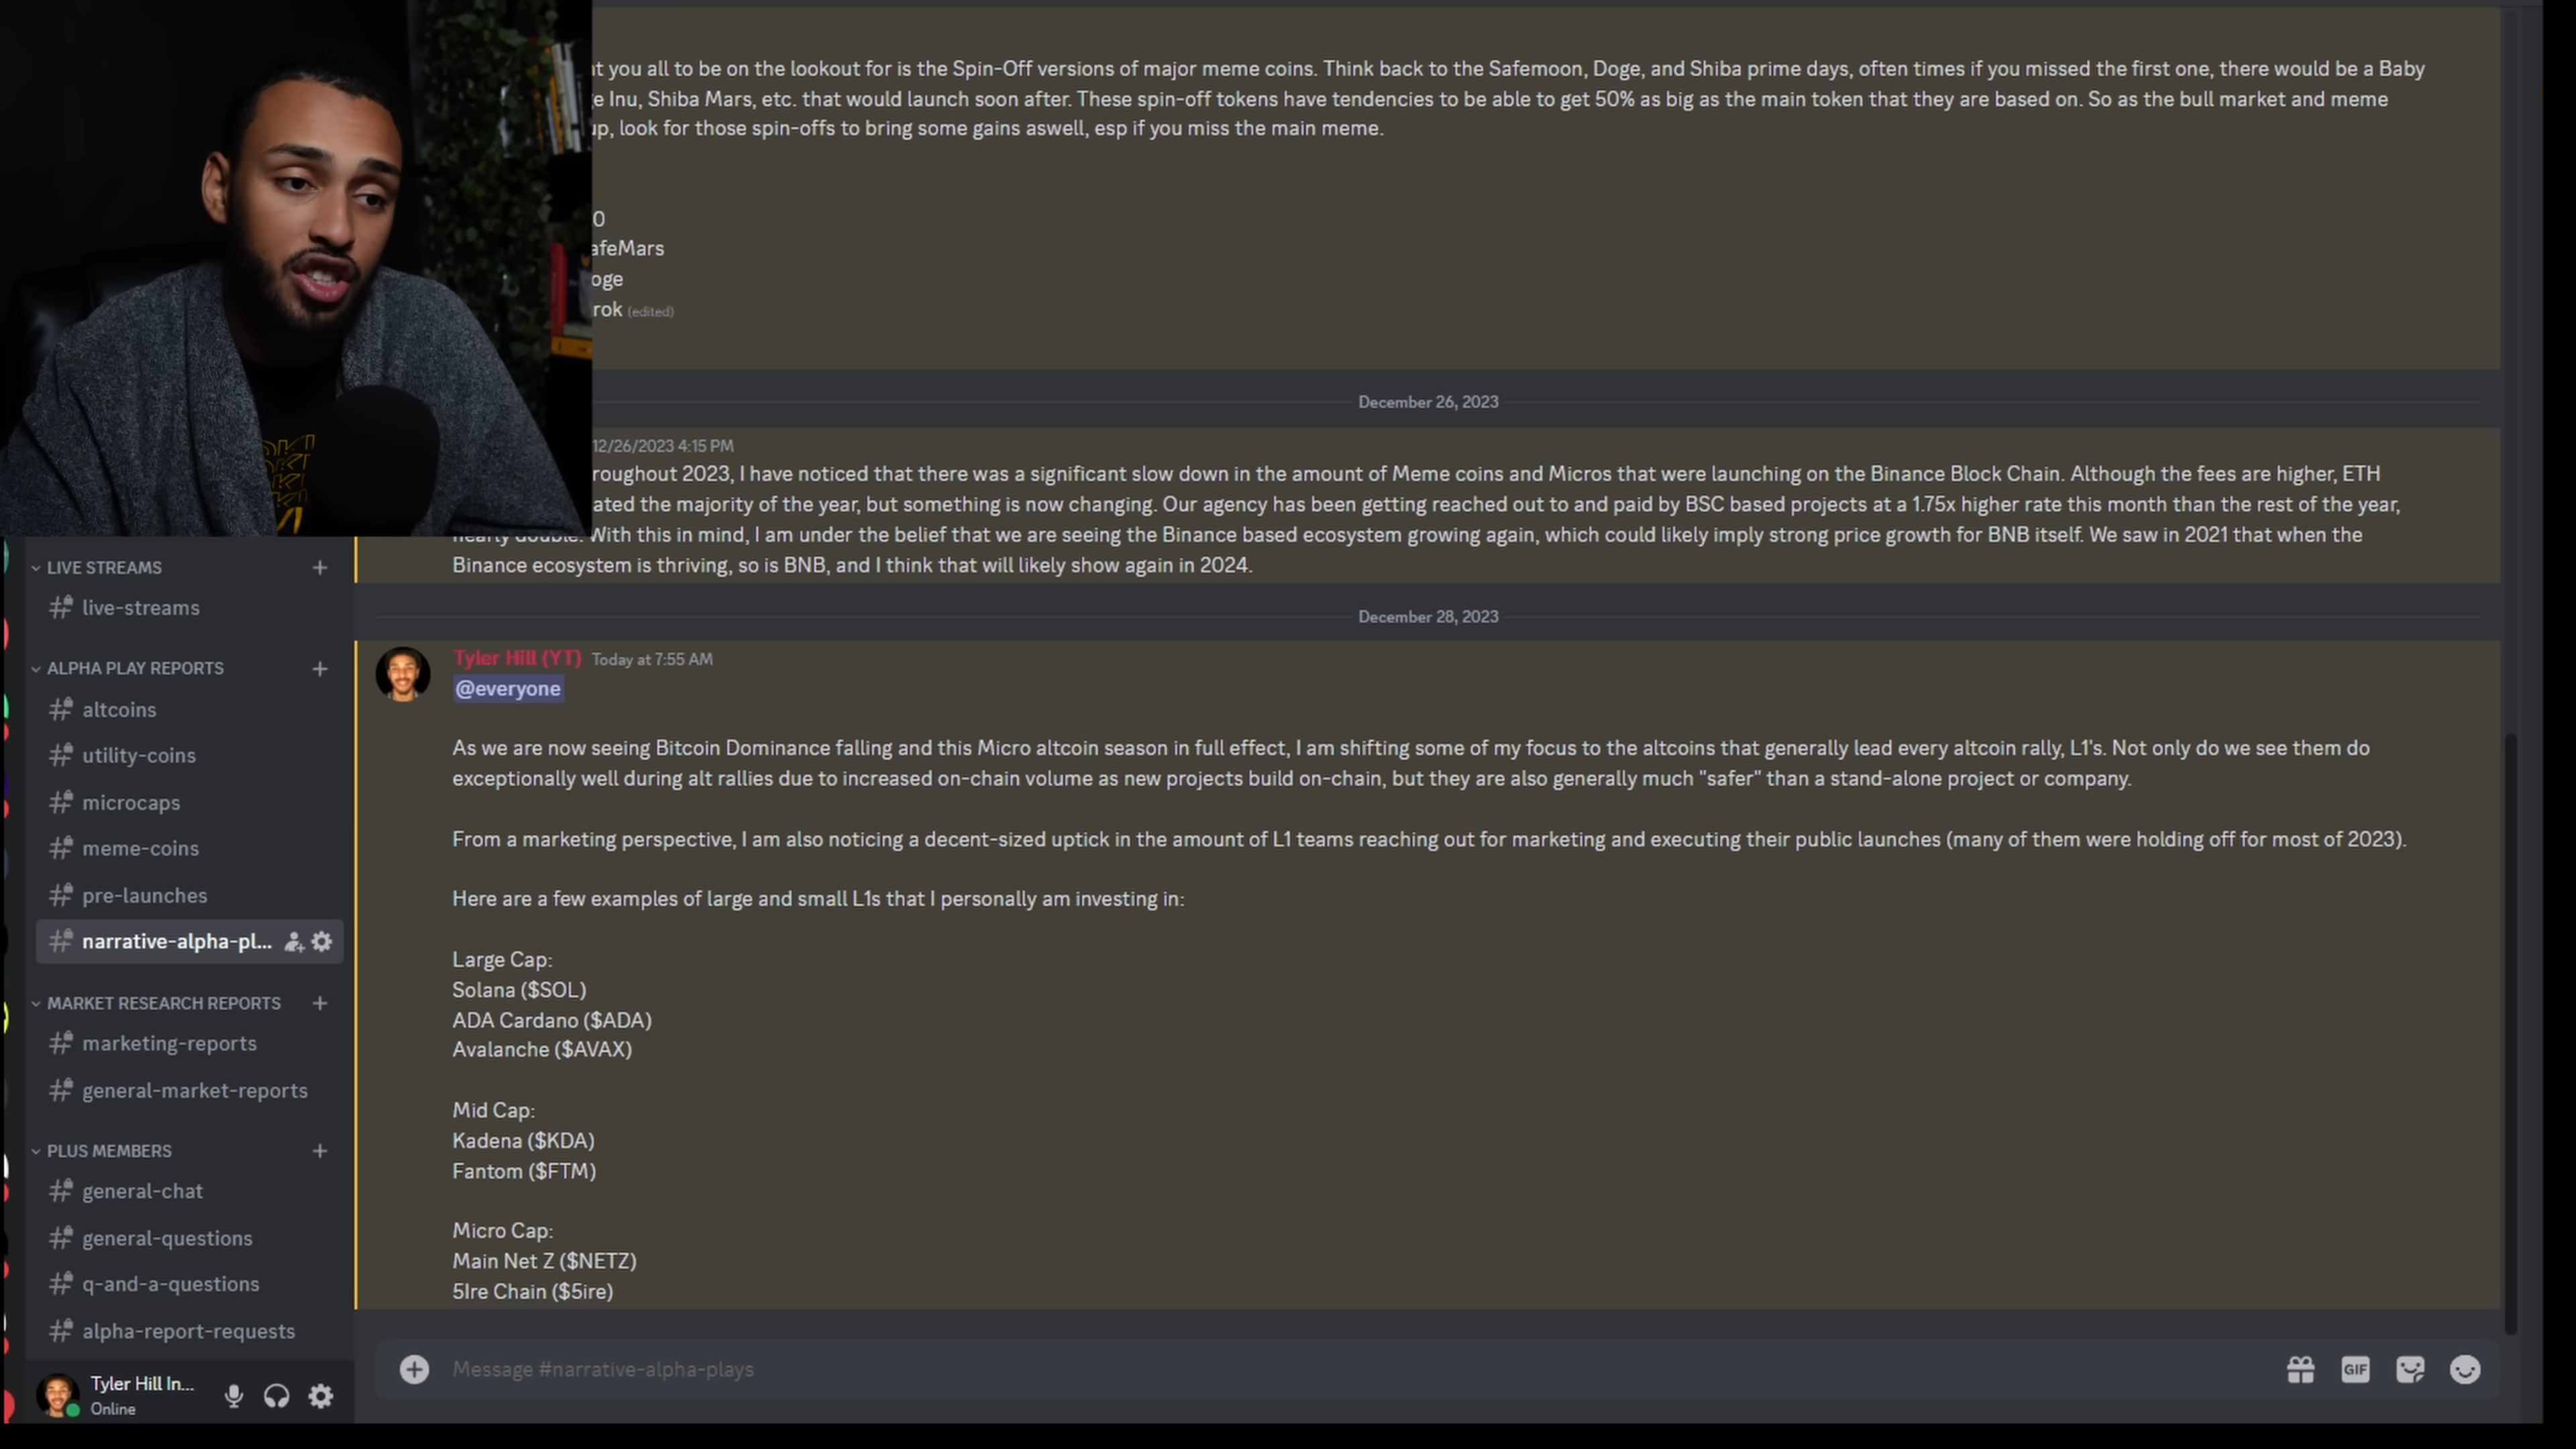 you all to be on the lookout for is the Spin-Off versions of major meme coins. Think back to the Safemoon, Doge, and Shiba prime days, often times if you missed the first one, there would be a Baby
Inu, Shiba Mars, etc. that would launch soon after. These spin-off tokens have tendencies to be able to get 50% as big as the main token that they are based on. So as the bull market and meme
up, look for those spin-offs to bring some gains aswell, esp if you miss the main meme.
0
afeMars
oge
rok (edited)
December 26, 2023
12/26/2023 4:15 PM
roughout 2023, I have noticed that there was a significant slow down in the amount of Meme coins and Micros that were launching on the Binance Block Chain. Although the fees are higher, ETH
ated the majority of the year, but something is now changing. Our agency has been getting reached out to and paid by BSC based projects at a 1.75x higher rate this month than the rest of the year,
nearly double. With this in mind, I am under the belief that we are seeing the Binance based ecosystem growing again, which could likely imply strong price growth for BNB itself. We saw in 2021 that when the
Binance ecosystem is thriving, so is BNB, and I think that will likely show again in 2024.
December 28, 2023
Tyler Hill (YT) Today at 7:55 AM
@everyone
As we are now seeing Bitcoin Dominance falling and this Micro altcoin season in full effect, I am shifting some of my focus to the altcoins that generally lead every altcoin rally, L1's. Not only do we see them do
exceptionally well during alt rallies due to increased on-chain volume as new projects build on-chain, but they are also generally much "safer" than a stand-alone project or company.
From a marketing perspective, I am also noticing a decent-sized uptick in the amount of L1 teams reaching out for marketing and executing their public launches (many of them were holding off for most of 2023).
Here are a few examples of large and small L1s that I personally am investing in:
Large Cap:
Solana ($SOL)
ADA Cardano ($ADA)
Avalanche ($AVAX)
Mid Cap:
Kadena ($KDA)
Fantom ($FTM)
Micro Cap:
Main Net Z ($NETZ)
5Ire Chain ($5ire)
Message #narrative-alpha-plays
GIF
LIVE STREAMS
live-streams
ALPHA PLAY REPORTS
altcoins
utility-coins
microcaps
meme-coins
pre-launches
narrative-alpha-pl...
MARKET RESEARCH REPORTS
marketing-reports
general-market-reports
PLUS MEMBERS
general-chat
general-questions
q-and-a-questions
alpha-report-requests
Tyler Hill In...
Online